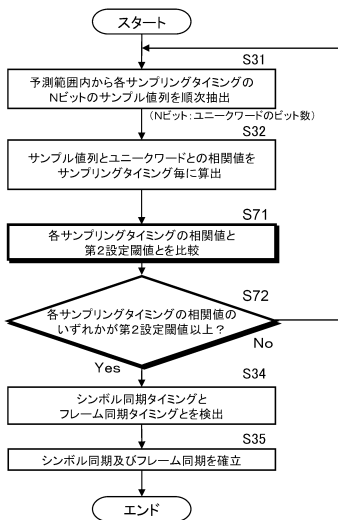 スタート
S31
予測範囲内から各サンプリングタイミングの
Nビットのサンプル値列を順次抽出
(Nビット:ユニークワードのビット数)
S32
サンプル値列とユニークワードとの相関値を
サンプリングタイミング毎に算出
S71
各サンプリングタイミングの相関値と
第2設定閾値とを比較
S72
各サンプリングタイミングの相関値の
いずれかが第2設定閾値以上?
No
Yes
S34
シンボル同期タイミングと
フレーム同期タイミングとを検出
S35
シンボル同期及びフレーム同期を確立
エンド